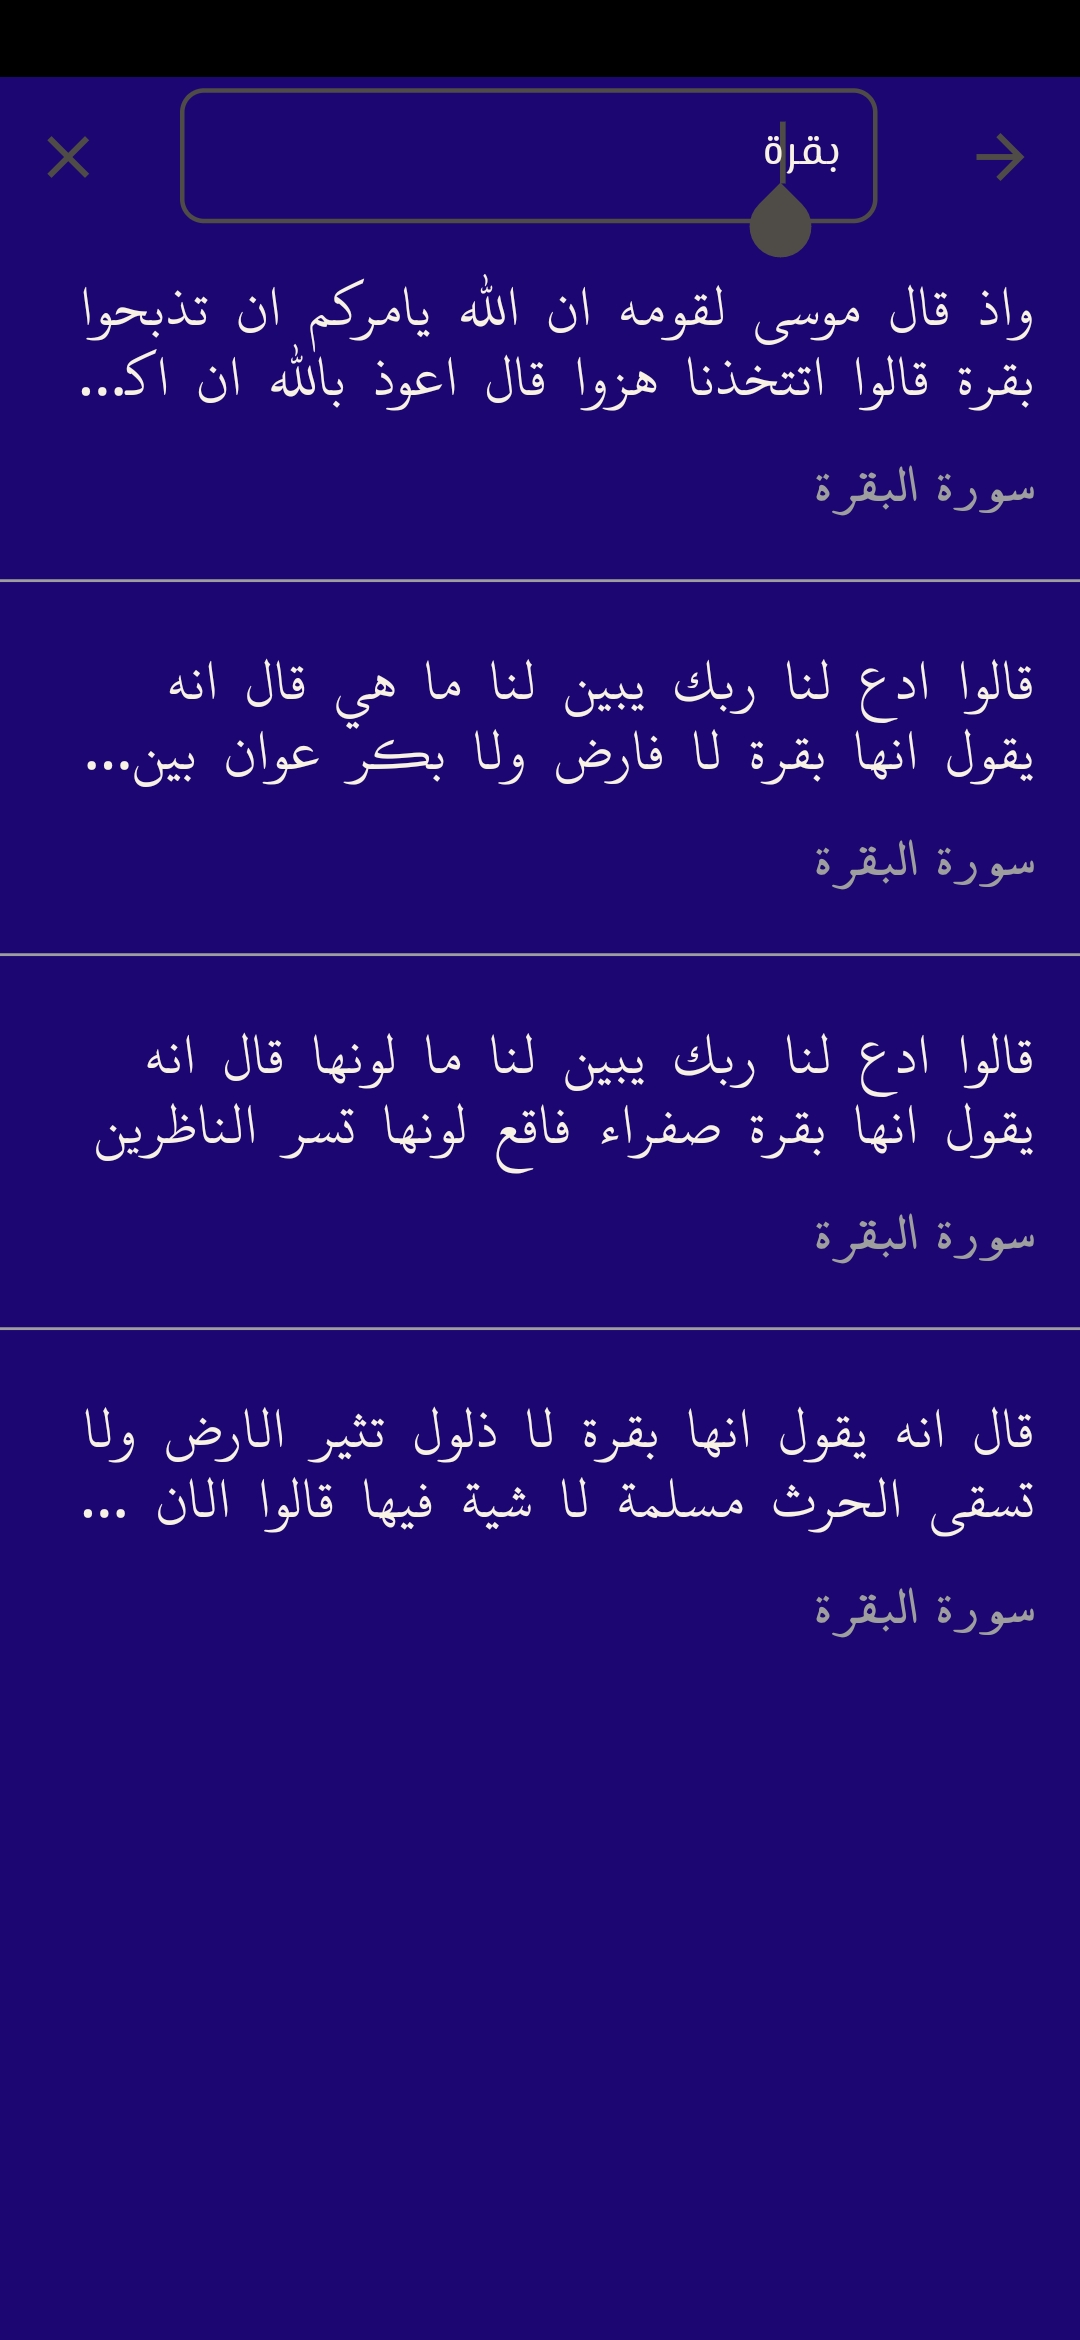 بقرة
واذ قال موسى لقومه ان الله يامركم ان تذبحوا
بقرة قالوا اتتخذنا هزوا قال اعوذ بالله ان اك...
سورة البقرة
قالوا ادع لنا ربك يبين لنا ما هي قال انه
يقول انها بقرة لا فارض ولا بكر عوان بين...
سورة البقرة
قالوا ادع لنا ربك يبين لنا ما لونها قال انه
يقول انها بقرة صفراء فاقع لونها تسر الناظرين
سورة البقرة
قال انه يقول انها بقرة لا ذلول تثير الارض ولا
تسقى الحرث مسلمة لا شية فيها قالوا الان ...
سورة البقرة